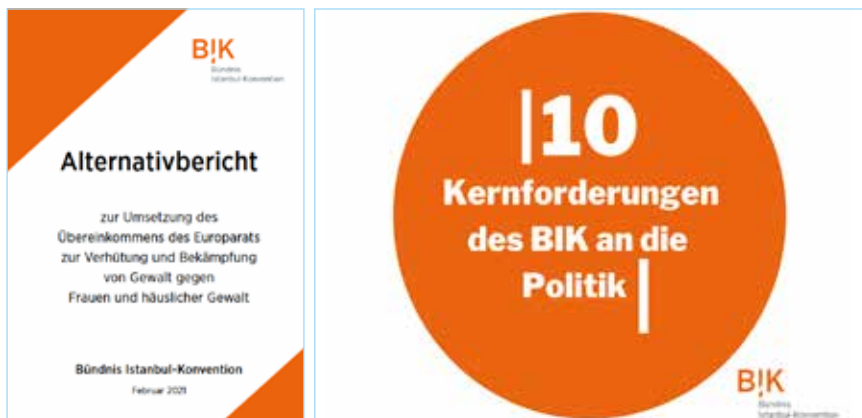 B!K
Bündnis
Istanbul-Konvention
Alternativbericht
zur Umsetzung des
Übereinkommens des Europarats
zur Verhütung und Bekämpfung
von Gewalt gegen
Frauen und häuslicher Gewalt
Bündnis Istanbul-Konvention
Februar 2021
|10
Kernforderungen
des BIK an die
Politik|
B!K
Bündnis
Istanbul-Konvention